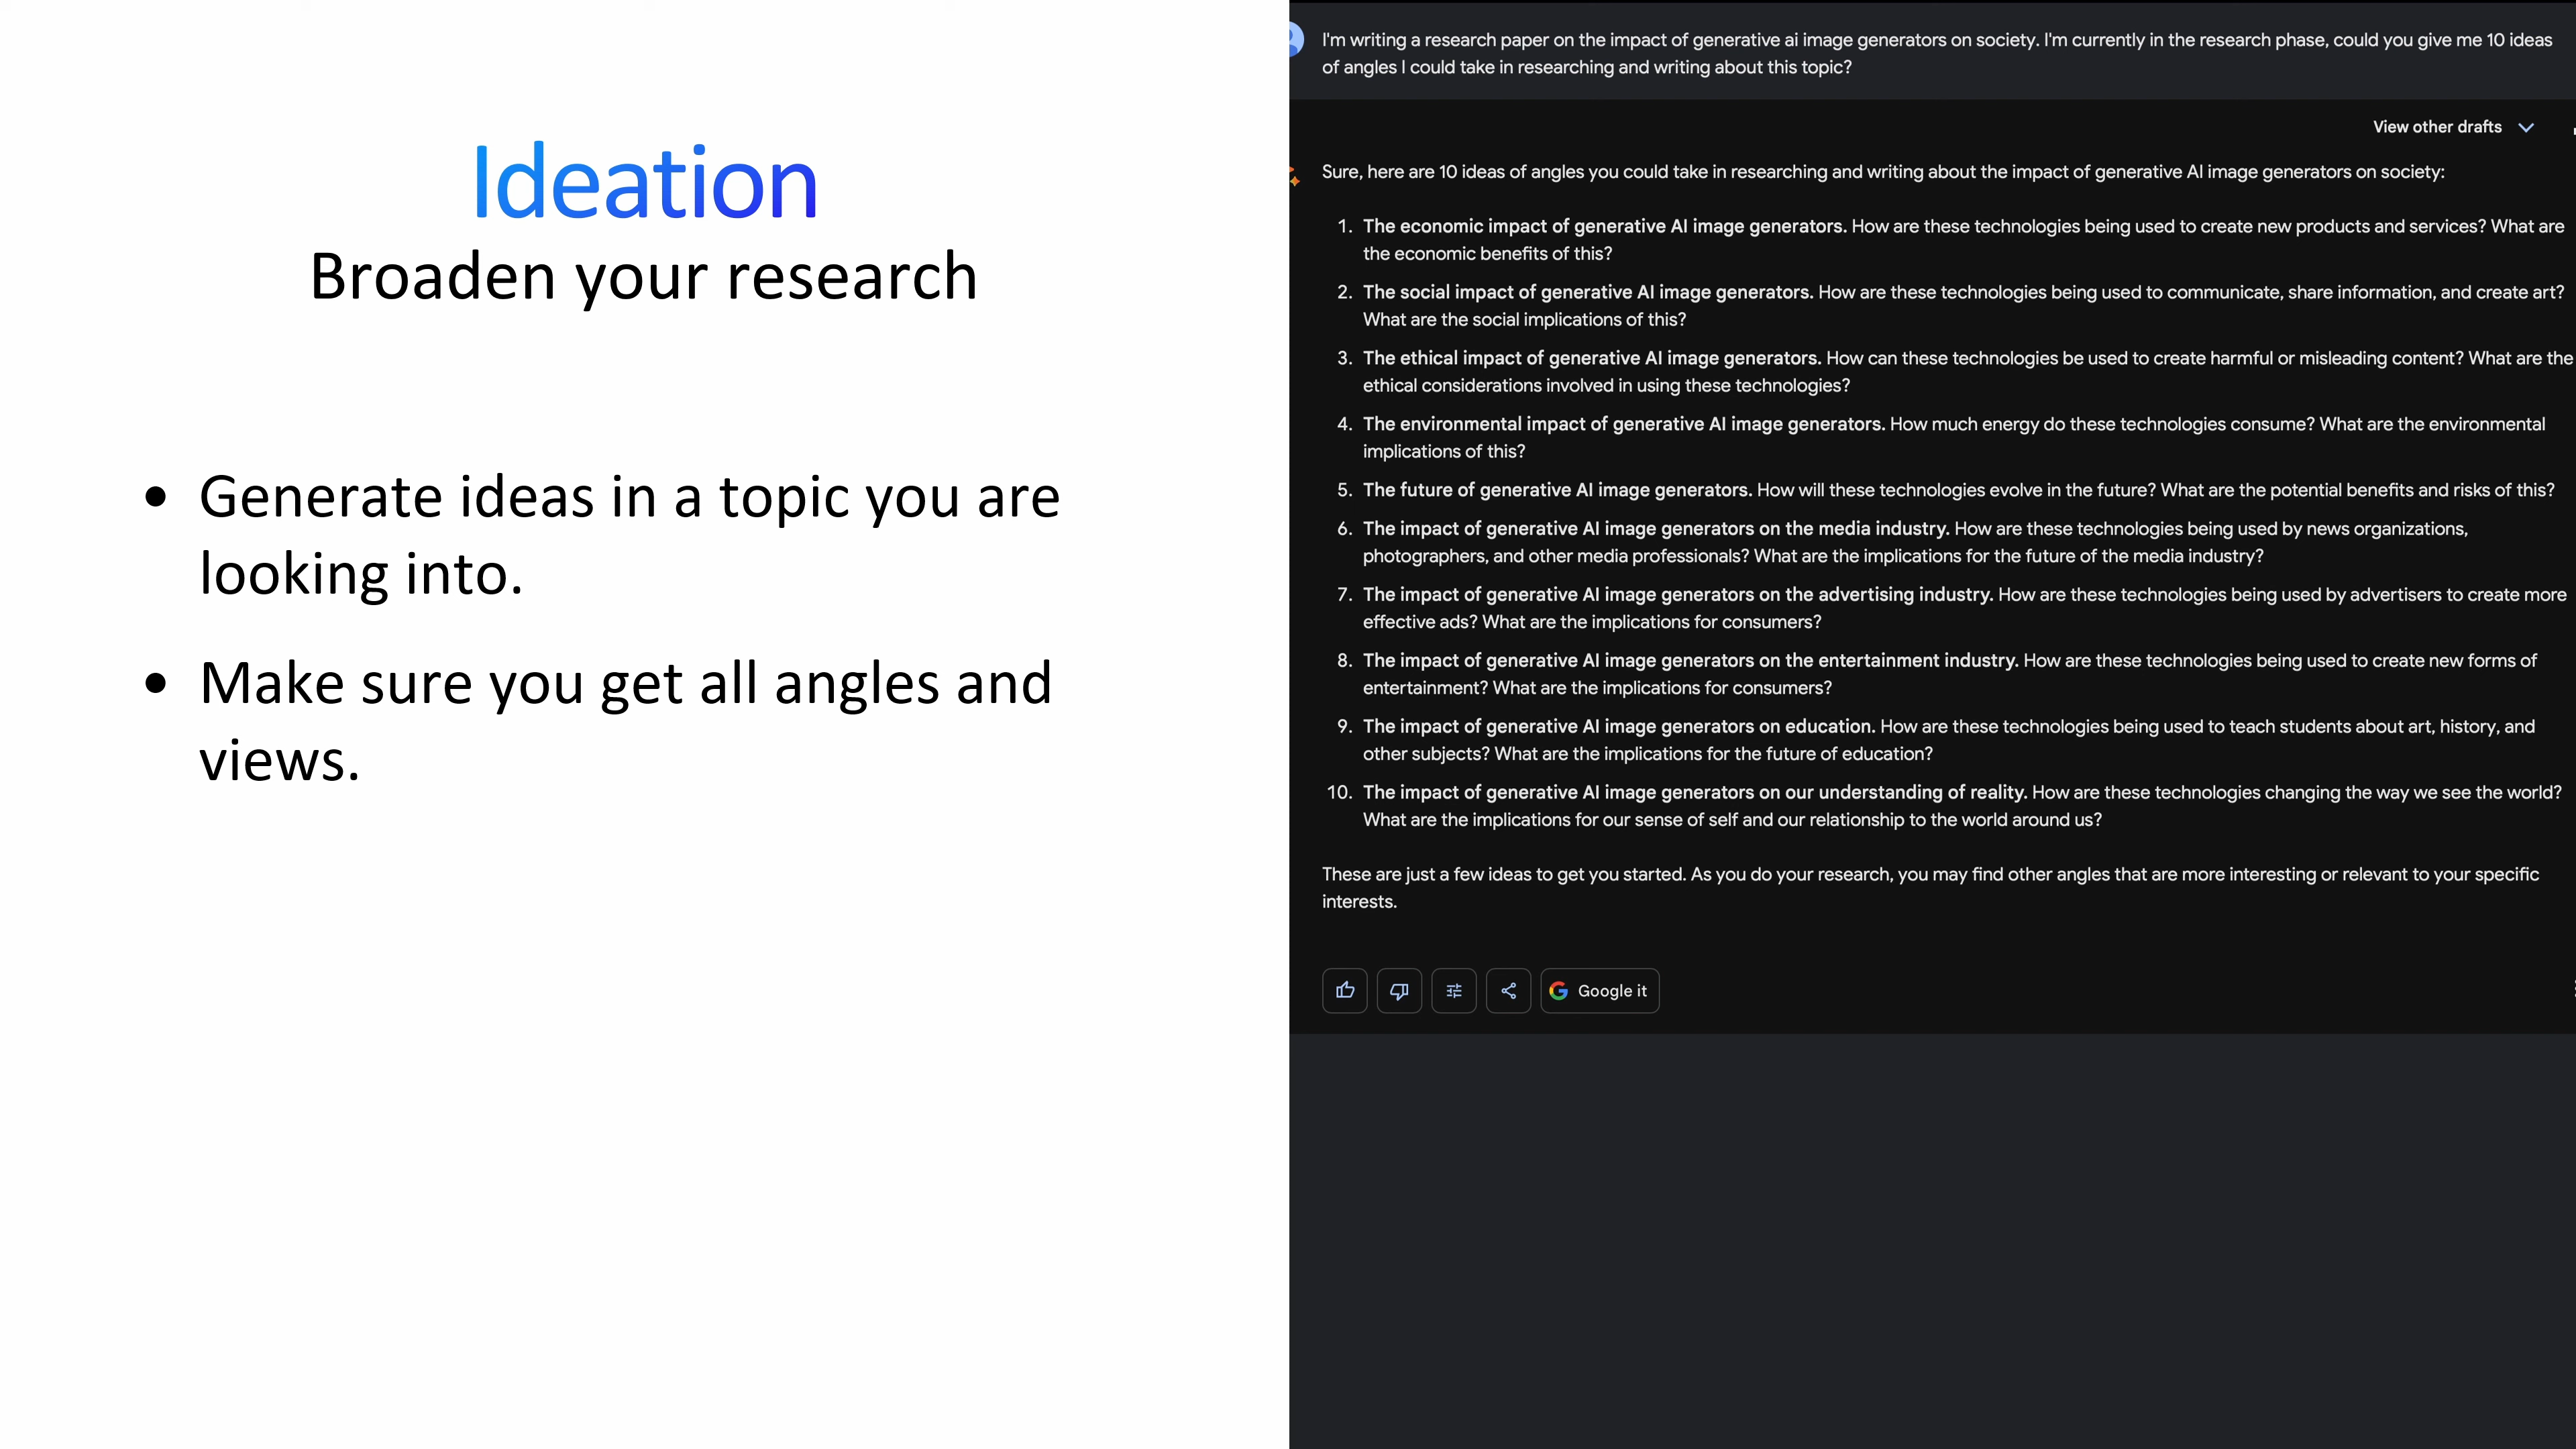 Ideation
Broaden your research
• Generate ideas in a topic you are
looking into.
• Make sure you get all angles and
views.
I'm writing a research paper on the impact of generative ai image generators on society. I'm currently in the research phase, could you give me 10 ideas
of angles I could take in researching and writing about this topic?
View other drafts
Sure, here are 10 ideas of angles you could take in researching and writing about the impact of generative AI image generators on society:
1. The economic impact of generative AI image generators. How are these technologies being used to create new products and services? What are
the economic benefits of this?
2. The social impact of generative AI image generators. How are these technologies being used to communicate, share information, and create art?
What are the social implications of this?
3. The ethical impact of generative AI image generators. How can these technologies be used to create harmful or misleading content? What are the
ethical considerations involved in using these technologies?
4. The environmental impact of generative AI image generators. How much energy do these technologies consume? What are the environmental
implications of this?
5. The future of generative AI image generators. How will these technologies evolve in the future? What are the potential benefits and risks of this?
6. The impact of generative AI image generators on the media industry. How are these technologies being used by news organizations,
photographers, and other media professionals? What are the implications for the future of the media industry?
7. The impact of generative AI image generators on the advertising industry. How are these technologies being used by advertisers to create more
effective ads? What are the implications for consumers?
8. The impact of generative AI image generators on the entertainment industry. How are these technologies being used to create new forms of
entertainment? What are the implications for consumers?
9. The impact of generative AI image generators on education. How are these technologies being used to teach students about art, history, and
other subjects? What are the implications for the future of education?
10. The impact of generative AI image generators on our understanding of reality. How are these technologies changing the way we see the world?
What are the implications for our sense of self and our relationship to the world around us?
These are just a few ideas to get you started. As you do your research, you may find other angles that are more interesting or relevant to your specific
interests.
Google it